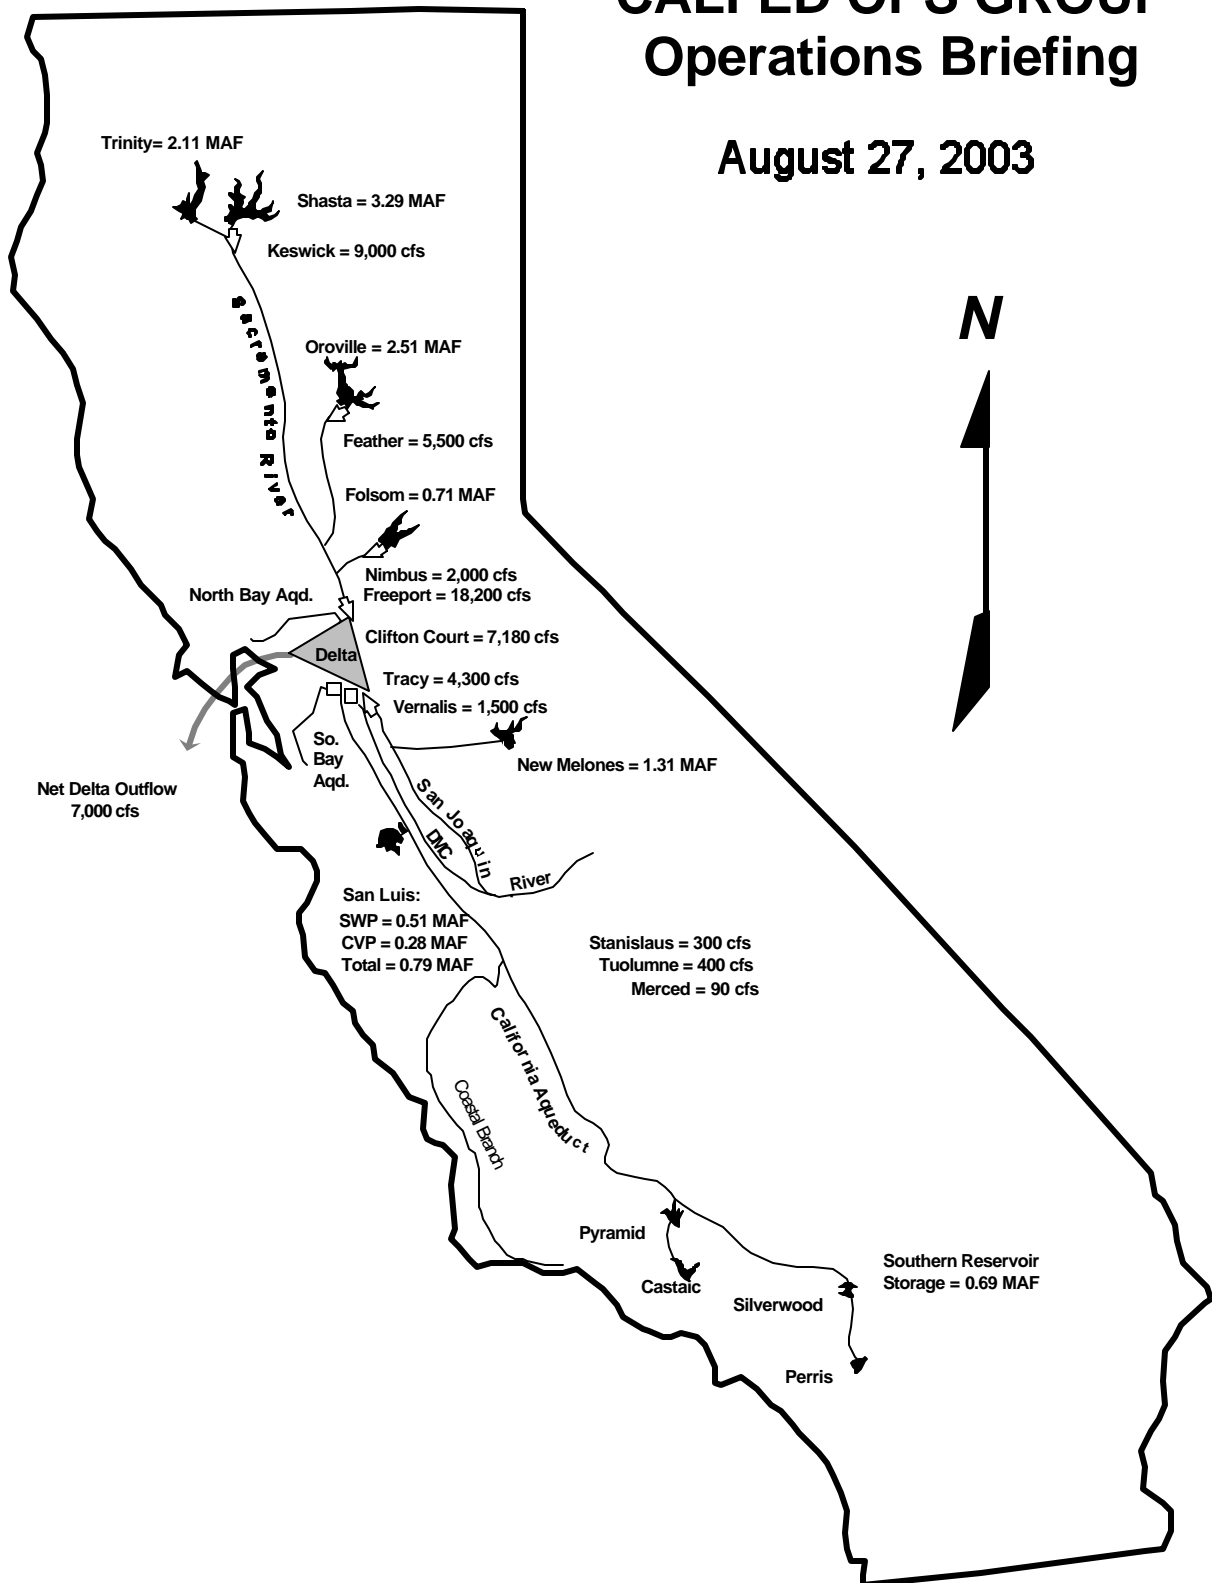 CALFED OPS GROUP
Operations Briefing
August 27, 2003
Trinity= 2.11 MAF
Shasta = 3.29 MAF
Keswick = 9,000 cfs
N
Sacramento River
Oroville = 2.51 MAF
Feather = 5,500 cfs
Folsom = 0.71 MAF
Nimbus = 2,000 cfs
North Bay Aqd.
Freeport = 18,200 cfs
Clifton Court = 7,180 cfs
Delta
Tracy = 4,300 cfs
Vernalis = 1,500 cfs
So.
Bay
Aqd.
New Melones = 1.31 MAF
Net Delta Outflow
7,000 cfs
San Joaquin
DMC
River
San Luis:
SWP = 0.51 MAF
CVP = 0.28 MAF
Total = 0.79 MAF
Stanislaus = 300 cfs
Tuolumne = 400 cfs
Merced = 90 cfs
California Aqueduct
Coastal Branch
Pyramid
Castaic
Silverwood
Southern Reservoir
Storage = 0.69 MAF
Perris